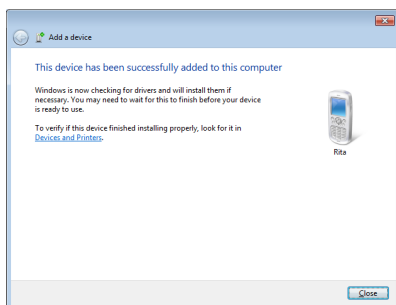 Add a device
This device has been successfully added to this computer
Windows is now checking for drivers and will install them if
necessary. You may need to wait for this to finish before your device
is ready to use.
To verify if this device finished installing properly, look for it in
Devices and Printers.
Rita
Close